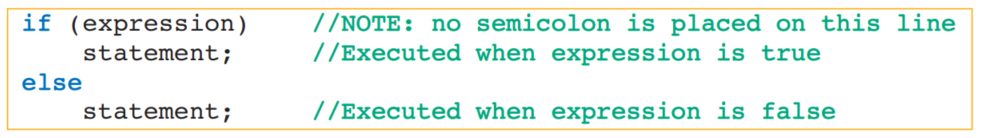 if (expression)     //NOTE: no semicolon is placed on this line
    statement;      //Executed when expression is true
else
    statement;      //Executed when expression is false